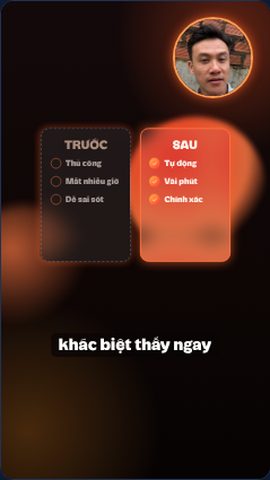 TRƯỚC
Thủ công
Mất nhiều giờ
Dễ sai sót
SAU
Tự động
Vài phút
Chính xác
khác biệt thấy ngay